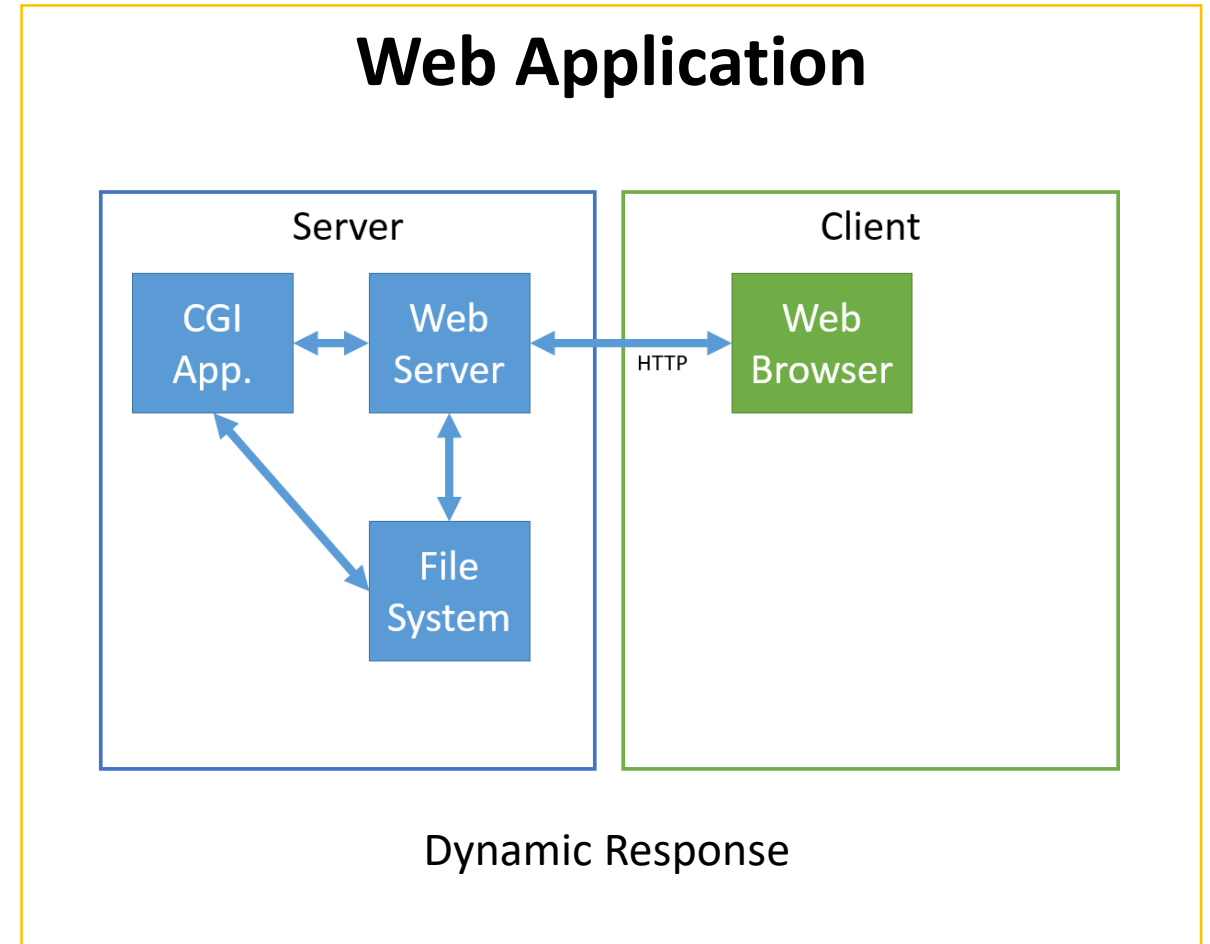 Web Application
Server
CGI
App.
Web
Server
File
System
Client
HTTP
Web
Browser
Dynamic Response